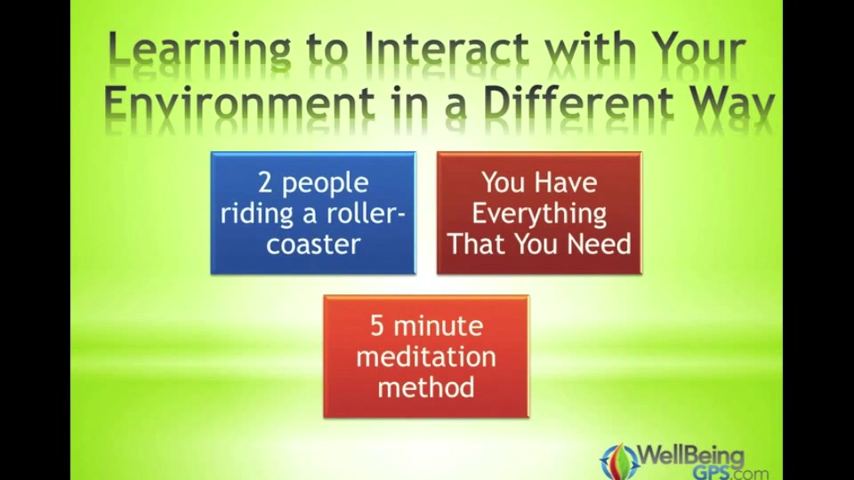 Learning to Interact with Your
Environment in a Different Way
2 people
riding a roller-
coaster
You Have
Everything
That You Need
5 minute
meditation
method
WellBeing
GPS.com